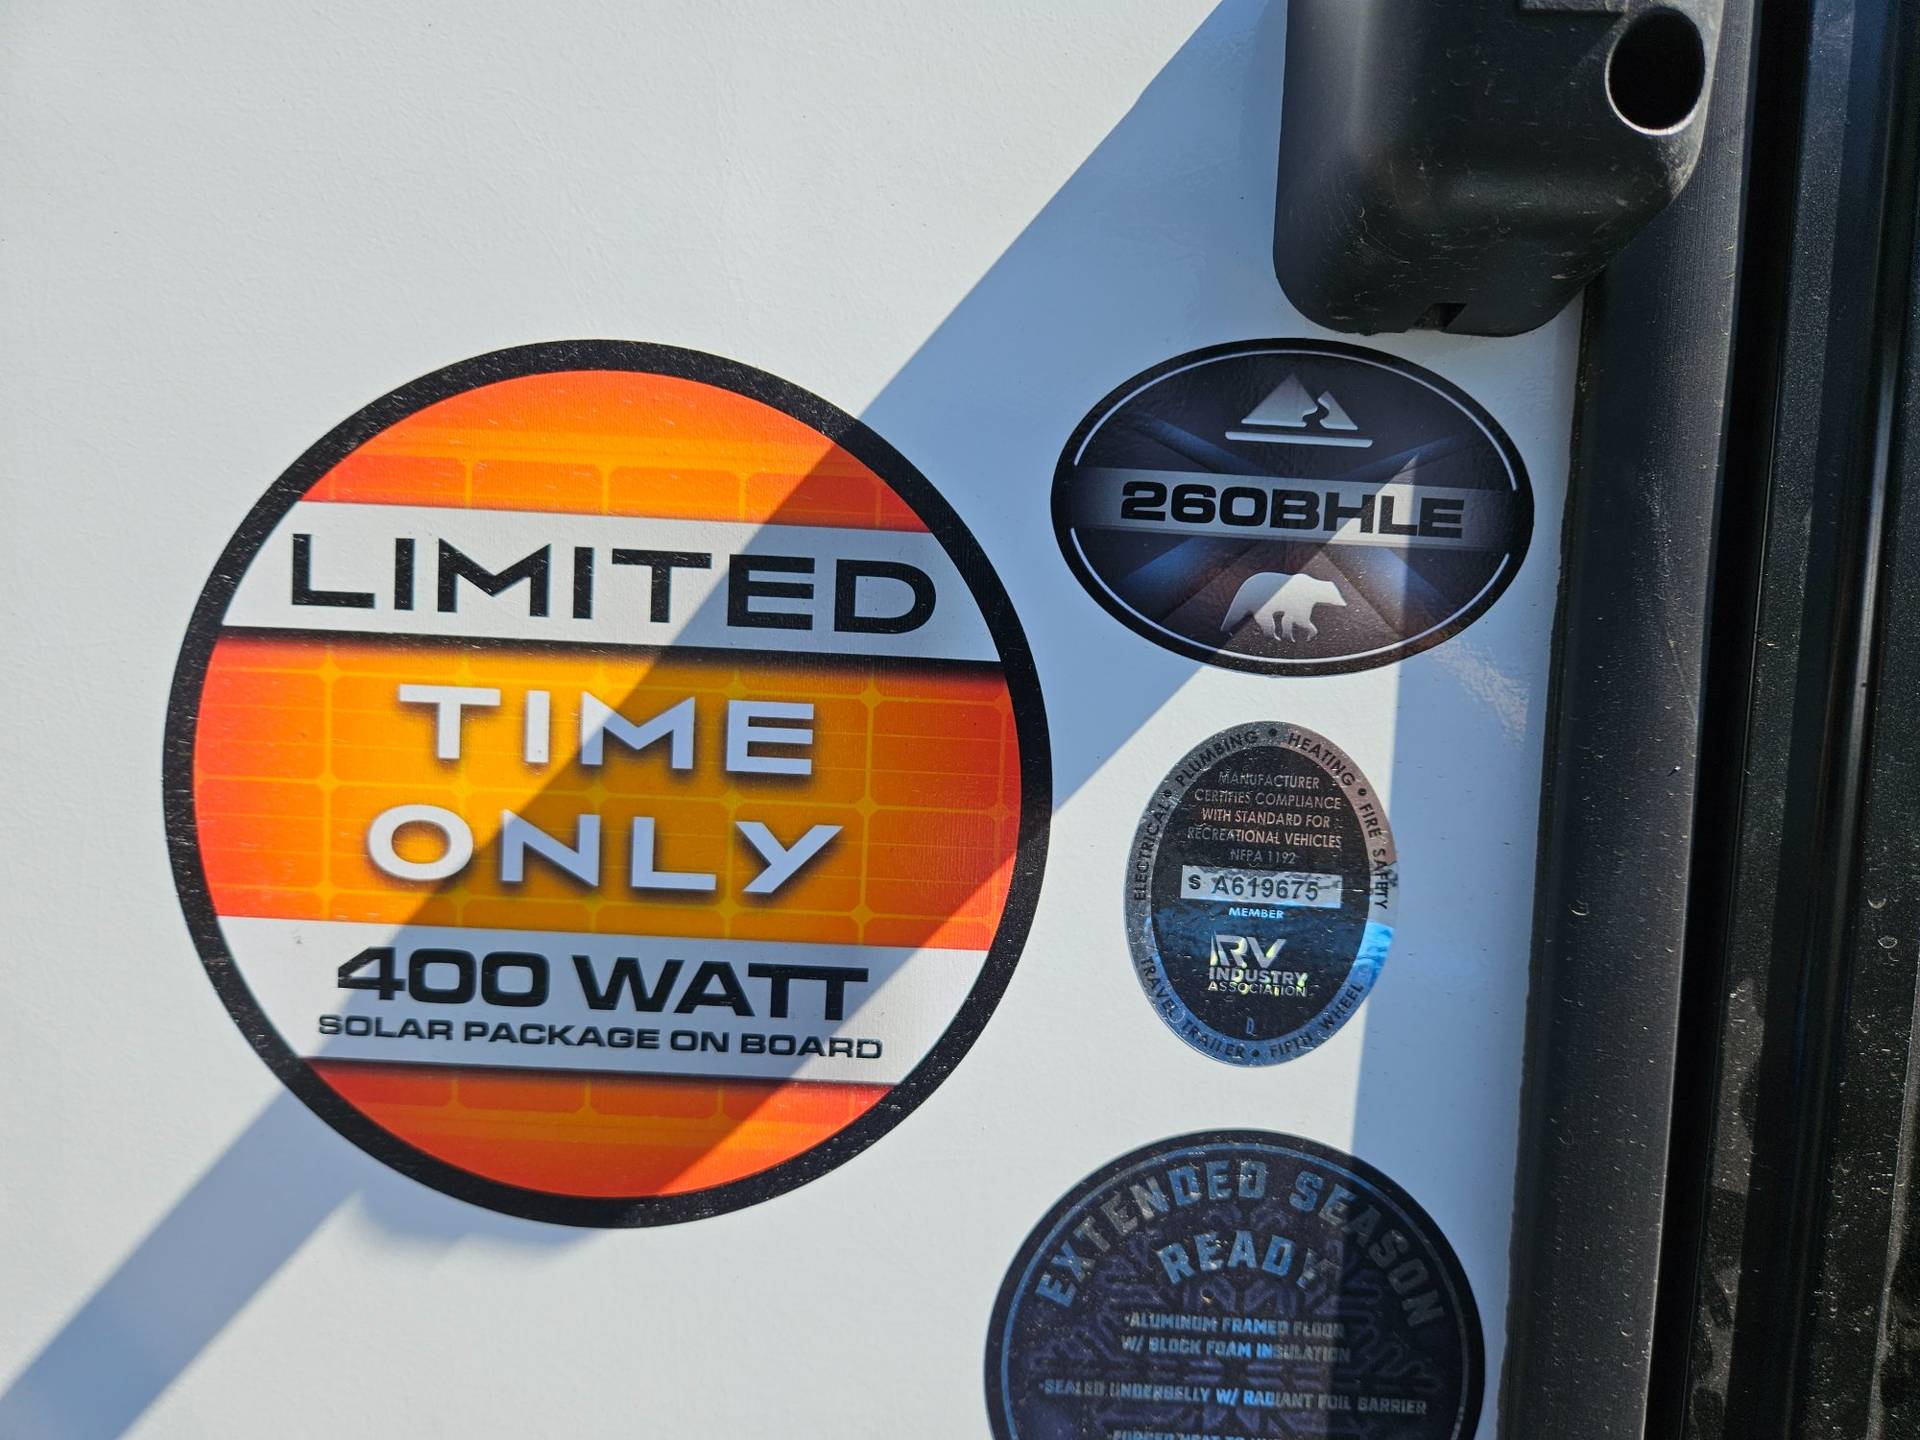 LIMITED
TIME
ONLY
400 WATT
SOLAR PACKAGE ON BOARD
260BHLE
ELECTRICAL • PLUMBING • HEATING • FIRE SAFETY
MANUFACTURER
CERTIFIES COMPLIANCE
WITH STANDARD FOR
RECREATIONAL VEHICLES
NFPA 1192
S A619675
MEMBER
RV
INDUSTRY
ASSOCIATION
D
TRAVEL TRAILER • FIFTH WHEEL
EXTENDED SEASON
READY
•ALUMINUM FRAMED FLOOR
W/ BLOCK FOAM INSULATION
•SEALED UNDERBELLY W/ RADIANT FOIL BARRIER